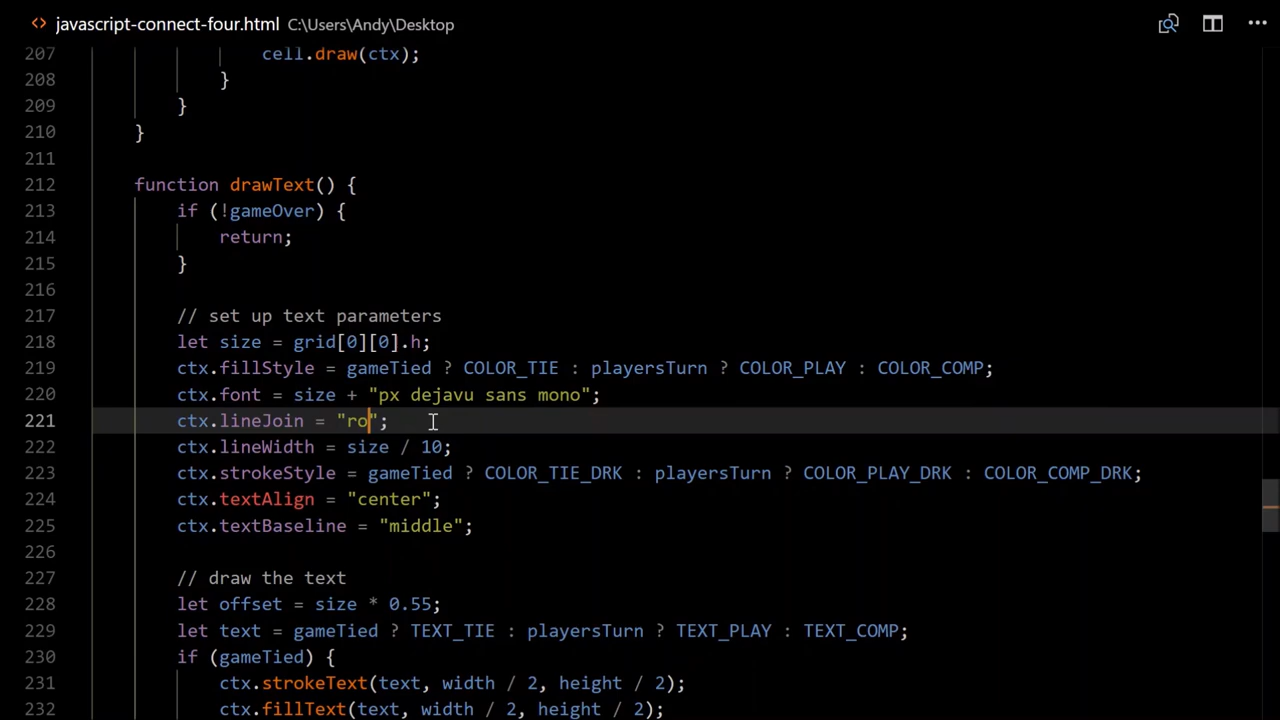 javascript-connect-four.html C:\Users\Andy\Desktop
207 cell.draw(ctx);
208 }
209 }
210 }
211
212 function drawText() {
213 if (!gameOver) {
214 return;
215 }
216
217 // set up text parameters
218 let size = grid[0][0].h;
219 ctx.fillStyle = gameTied ? COLOR_TIE : playersTurn ? COLOR_PLAY : COLOR_COMP;
220 ctx.font = size + "px dejavu sans mono";
221 ctx.lineJoin = "ro";
222 ctx.lineWidth = size / 10;
223 ctx.strokeStyle = gameTied ? COLOR_TIE_DRK : playersTurn ? COLOR_PLAY_DRK : COLOR_COMP_DRK;
224 ctx.textAlign = "center";
225 ctx.textBaseline = "middle";
226
227 // draw the text
228 let offset = size * 0.55;
229 let text = gameTied ? TEXT_TIE : playersTurn ? TEXT_PLAY : TEXT_COMP;
230 if (gameTied) {
231 ctx.strokeText(text, width / 2, height / 2);
232 ctx.fillText(text, width / 2, height / 2);